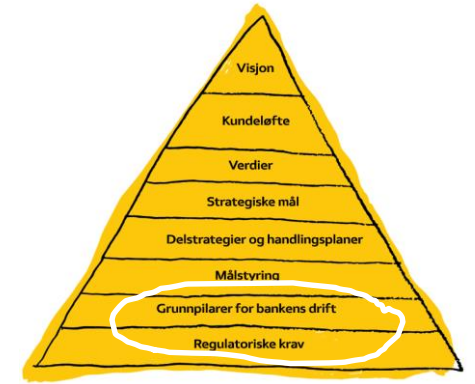 Visjon
Kundeløfte
Verdier
Strategiske mål
Delstrategier og handlingsplaner
Målstyring
Grunnpilarer for bankens drift
Regulatoriske krav